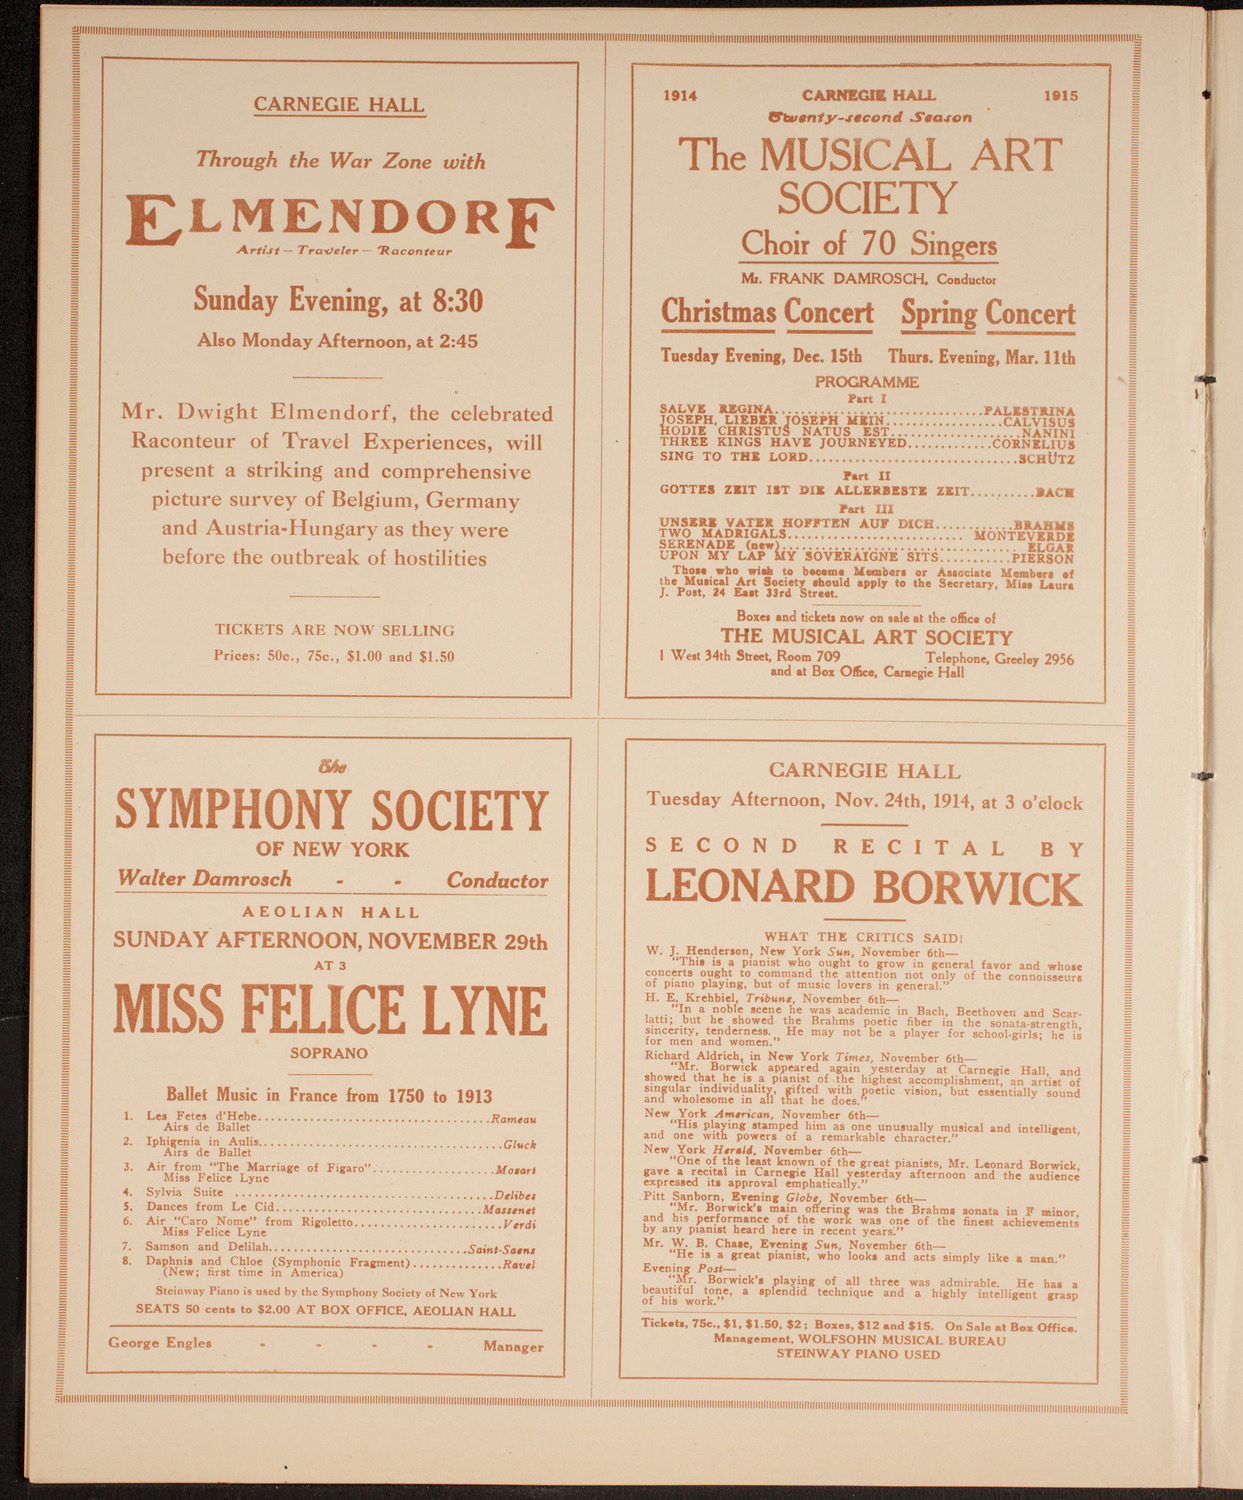 CARNEGIE HALL
Through the War Zone with
ELMENDORF
Artist — Traveler — Raconteur
Sunday Evening, at 8:30
Also Monday Afternoon, at 2:45
Mr. Dwight Elmendorf, the celebrated
Raconteur of Travel Experiences, will
present a striking and comprehensive
picture survey of Belgium, Germany
and Austria-Hungary as they were
before the outbreak of hostilities
TICKETS ARE NOW SELLING
Prices: 50c., 75c., $1.00 and $1.50
1914 CARNEGIE HALL 1915
Twenty-second Season
The MUSICAL ART
SOCIETY
Choir of 70 Singers
Mr. FRANK DAMROSCH, Conductor
Christmas Concert Spring Concert
Tuesday Evening, Dec. 15th Thurs. Evening, Mar. 11th
PROGRAMME
Part I
SALVE REGINA..............................PALESTRINA
JOSEPH, LIEBER JOSEPH MEIN.................CALVISUS
HODIE CHRISTUS NATUS EST...................NANINI
THREE KINGS HAVE JOURNEYED............CORNELIUS
SING TO THE LORD..............................SCHÜTZ
Part II
GOTTES ZEIT IST DIE ALLERBESTE ZEIT..........BACH
Part III
UNSERE VATER HOFFTEN AUF DICH............BRAHMS
TWO MADRIGALS......................... MONTEVERDE
SERENADE (new)................................... ELGAR
UPON MY LAP MY SOVERAIGNE SITS...........PIERSON
Those who wish to become Members or Associate Members of
the Musical Art Society should apply to the Secretary, Miss Laura
J. Post, 24 East 33rd Street.
Boxes and tickets now on sale at the office of
THE MUSICAL ART SOCIETY
1 West 34th Street, Room 709 Telephone, Greeley 2956
and at Box Office, Carnegie Hall
The
SYMPHONY SOCIETY
OF NEW YORK
Walter Damrosch - - Conductor
AEOLIAN HALL
SUNDAY AFTERNOON, NOVEMBER 29th
AT 3
MISS FELICE LYNE
SOPRANO
Ballet Music in France from 1750 to 1913
1. Les Fetes d'Hebe..................................Rameau
Airs de Ballet
2. Iphigenia in Aulis...................................Gluck
Airs de Ballet
3. Air from "The Marriage of Figaro"..................Mozart
Miss Felice Lyne
4. Sylvia Suite .....................................Delibes
5. Dances from Le Cid..............................Massenet
6. Air "Caro Nome" from Rigoletto.....................Verdi
Miss Felice Lyne
7. Samson and Delilah............................Saint-Saens
8. Daphnis and Chloe (Symphonic Fragment).............Ravel
(New; first time in America)
Steinway Piano is used by the Symphony Society of New York
SEATS 50 cents to $2.00 AT BOX OFFICE, AEOLIAN HALL
George Engles - - - - Manager
CARNEGIE HALL
Tuesday Afternoon, Nov. 24th, 1914, at 3 o'clock
SECOND RECITAL BY
LEONARD BORWICK
WHAT THE CRITICS SAID:
W. J. Henderson, New York Sun, November 6th—
"This is a pianist who ought to grow in general favor and whose
concerts ought to command the attention not only of the connoisseurs
of piano playing, but of music lovers in general."
H. E. Krehbiel, Tribune, November 6th—
"In a noble scene he was academic in Bach, Beethoven and Scar-
latti; but he showed the Brahms poetic fiber in the sonata-strength,
sincerity, tenderness. He may not be a player for school-girls; he is
for men and women."
Richard Aldrich, in New York Times, November 6th—
"Mr. Borwick appeared again yesterday at Carnegie Hall, and
showed that he is a pianist of the highest accomplishment, an artist of
singular individuality, gifted with poetic vision, but essentially sound
and wholesome in all that he does."
New York American, November 6th—
"His playing stamped him as one unusually musical and intelligent,
and one with powers of a remarkable character."
New York Herald, November 6th—
"One of the least known of the great pianists, Mr. Leonard Borwick,
gave a recital in Carnegie Hall yesterday afternoon and the audience
expressed its approval emphatically."
Pitt Sanborn, Evening Globe, November 6th—
"Mr. Borwick's main offering was the Brahms sonata in F minor,
and his performance of the work was one of the finest achievements
by any pianist heard here in recent years."
Mr. W. B. Chase, Evening Sun, November 6th—
"He is a great pianist, who looks and acts simply like a man."
Evening Post—
"Mr. Borwick's playing of all three was admirable. He has a
beautiful tone, a splendid technique and a highly intelligent grasp
of his work."
Tickets, 75c., $1, $1.50, $2; Boxes, $12 and $15. On Sale at Box Office.
Management, WOLFSOHN MUSICAL BUREAU
STEINWAY PIANO USED